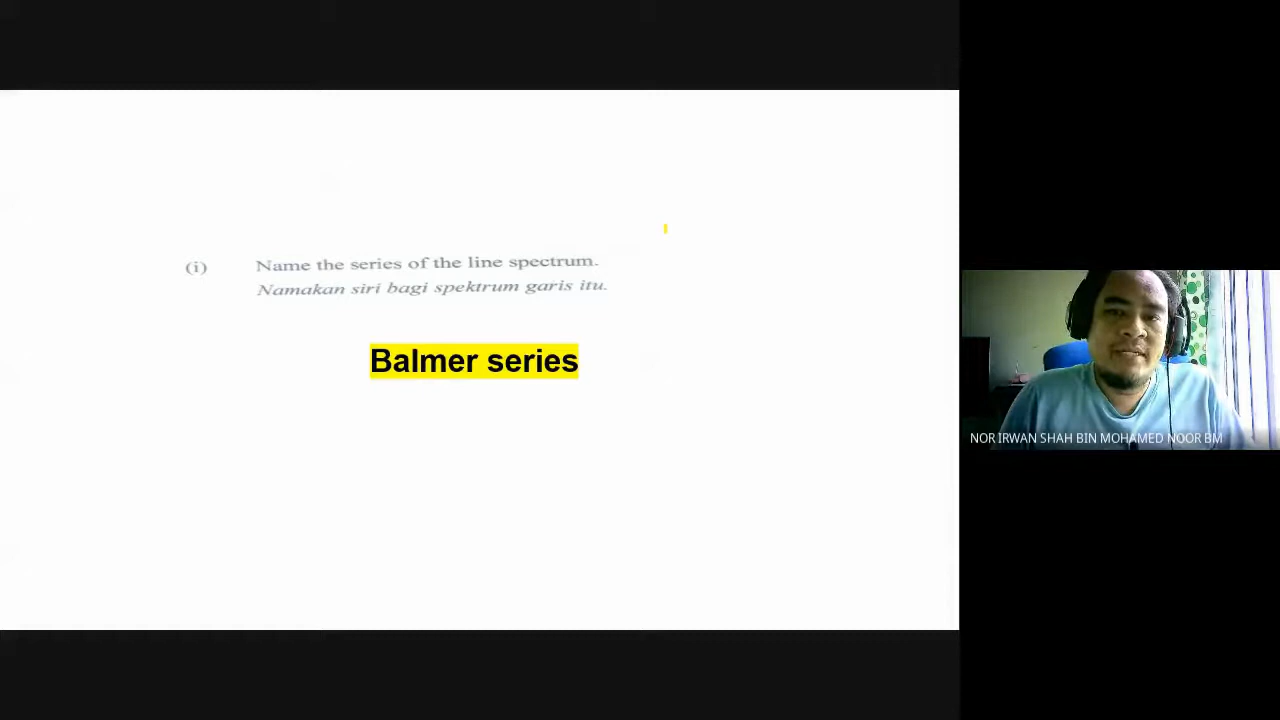 (i) Name the series of the line spectrum.
Namakan siri bagi spektrum garis itu.
Balmer series
NOR IRWAN SHAH BIN MOHAMED NOOR BM